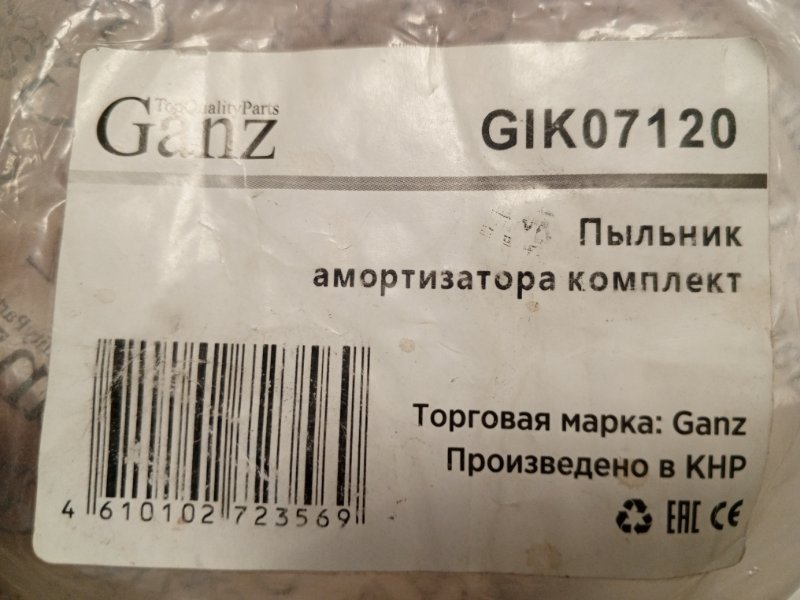 TopQualityParts
Ganz
GIK07120
Пыльник
амортизатора комплект
Торговая марка: Ganz
Произведено в КНР
4 610102 723569
EAC CE